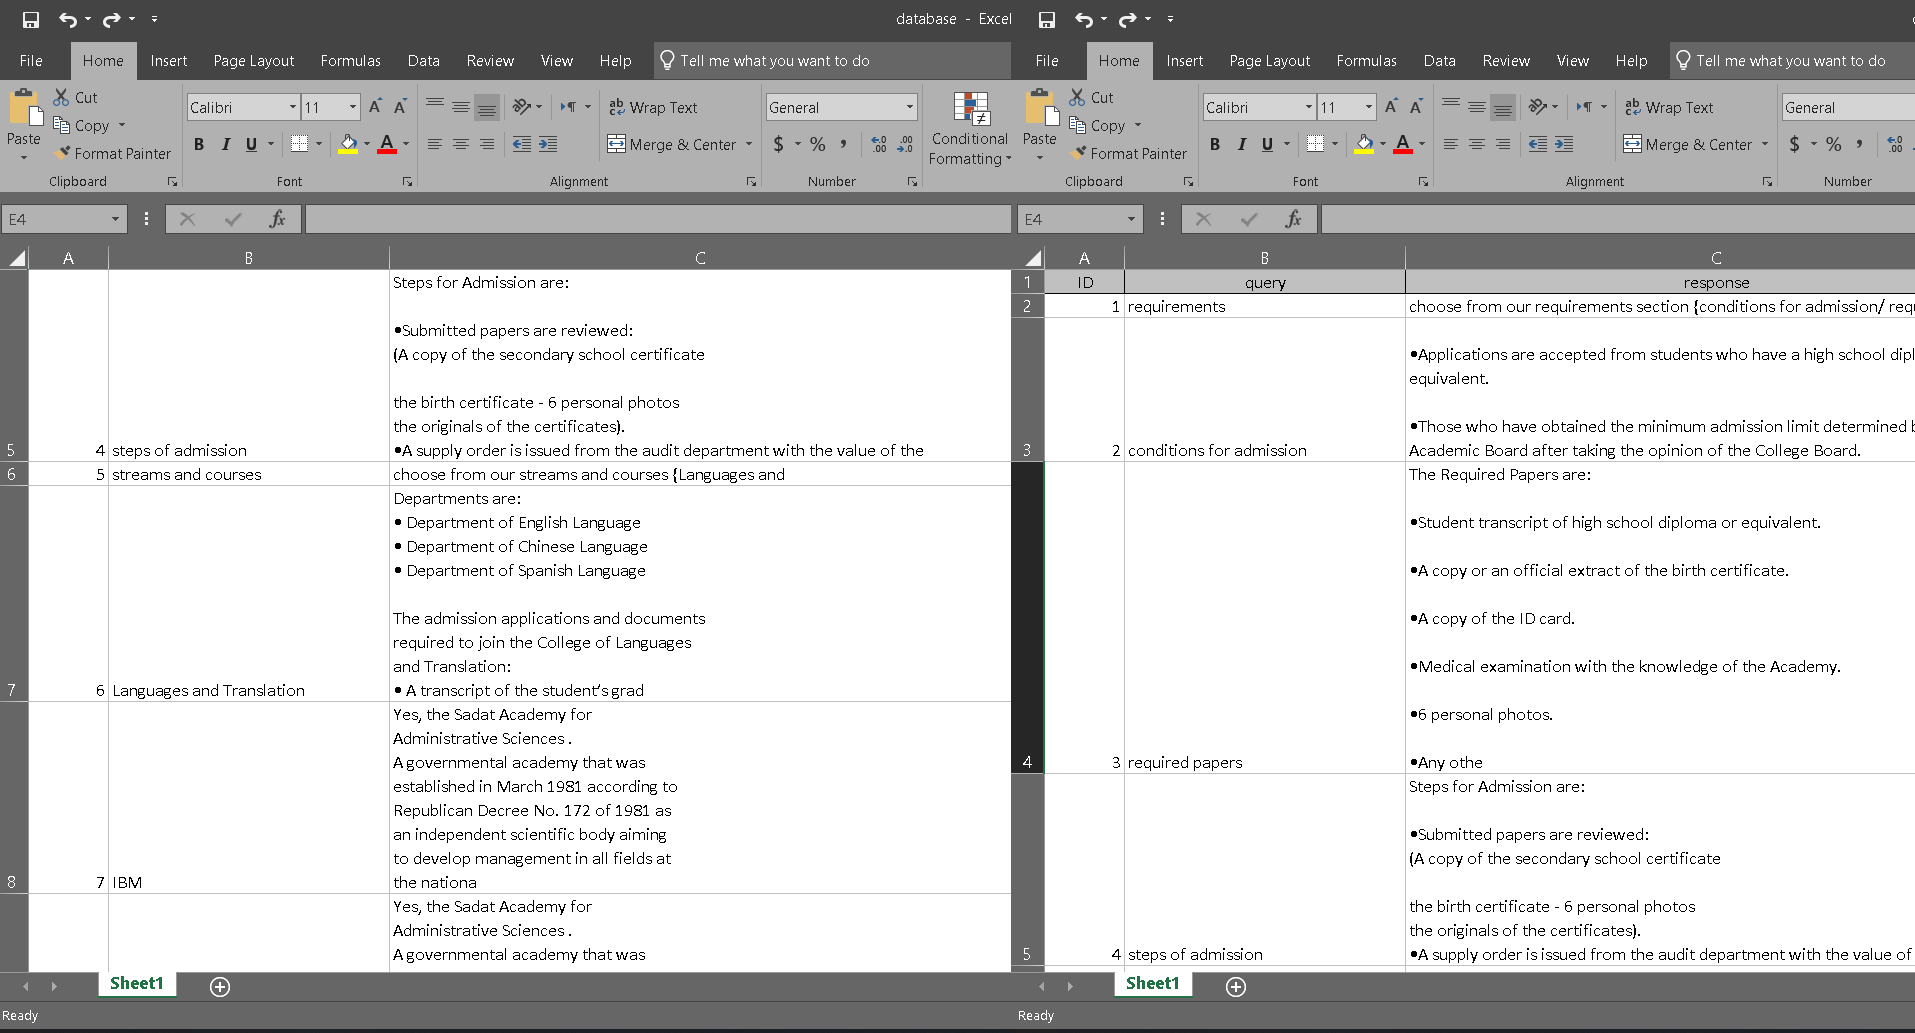 database - Excel
File Home Insert Page Layout Formulas Data Review View Help Tell me what you want to do
Paste
Cut
Copy
Format Painter
Clipboard
Calibri 11
B I U
Font
Wrap Text
Merge & Center
Alignment
General
$ % ,
Number
Conditional
Formatting
E4
fx
A B C
Steps for Admission are:
•Submitted papers are reviewed:
(A copy of the secondary school certificate
the birth certificate - 6 personal photos
the originals of the certificates).
5 4 steps of admission •A supply order is issued from the audit department with the value of the
6 5 streams and courses choose from our streams and courses {Languages and
Departments are:
• Department of English Language
• Department of Chinese Language
• Department of Spanish Language
The admission applications and documents
required to join the College of Languages
and Translation:
7 6 Languages and Translation • A transcript of the student's grad
Yes, the Sadat Academy for
Administrative Sciences .
A governmental academy that was
established in March 1981 according to
Republican Decree No. 172 of 1981 as
an independent scientific body aiming
to develop management in all fields at
8 7 IBM the nationa
Yes, the Sadat Academy for
Administrative Sciences .
A governmental academy that was
Sheet1
Ready
File Home Insert Page Layout Formulas Data Review View Help Tell me what you want to do
Paste
Cut
Copy
Format Painter
Clipboard
Calibri 11
B I U
Font
Wrap Text
Merge & Center
Alignment
General
$ % ,
Number
E4
fx
A B C
1 ID query response
2 1 requirements choose from our requirements section {conditions for admission/
•Applications are accepted from students who have a high school
equivalent.
•Those who have obtained the minimum admission limit determined
3 2 conditions for admission Academic Board after taking the opinion of the College Board.
The Required Papers are:
•Student transcript of high school diploma or equivalent.
•A copy or an official extract of the birth certificate.
•A copy of the ID card.
•Medical examination with the knowledge of the Academy.
•6 personal photos.
4 3 required papers •Any othe
Steps for Admission are:
•Submitted papers are reviewed:
(A copy of the secondary school certificate
the birth certificate - 6 personal photos
the originals of the certificates).
5 4 steps of admission •A supply order is issued from the audit department with the value of
Sheet1
Ready